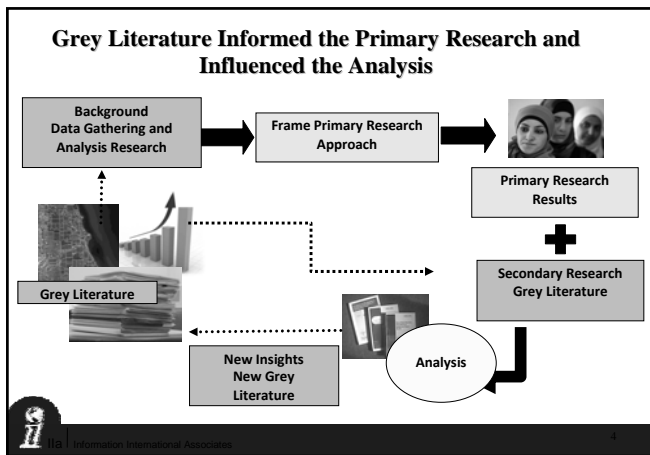 Grey Literature Informed the Primary Research and
Influenced the Analysis
Background
Data Gathering and
Analysis Research
Frame Primary Research
Approach
Primary Research
Results
Secondary Research
Grey Literature
Grey Literature
New Insights
New Grey
Literature
Analysis
IIa | Information International Associates
4